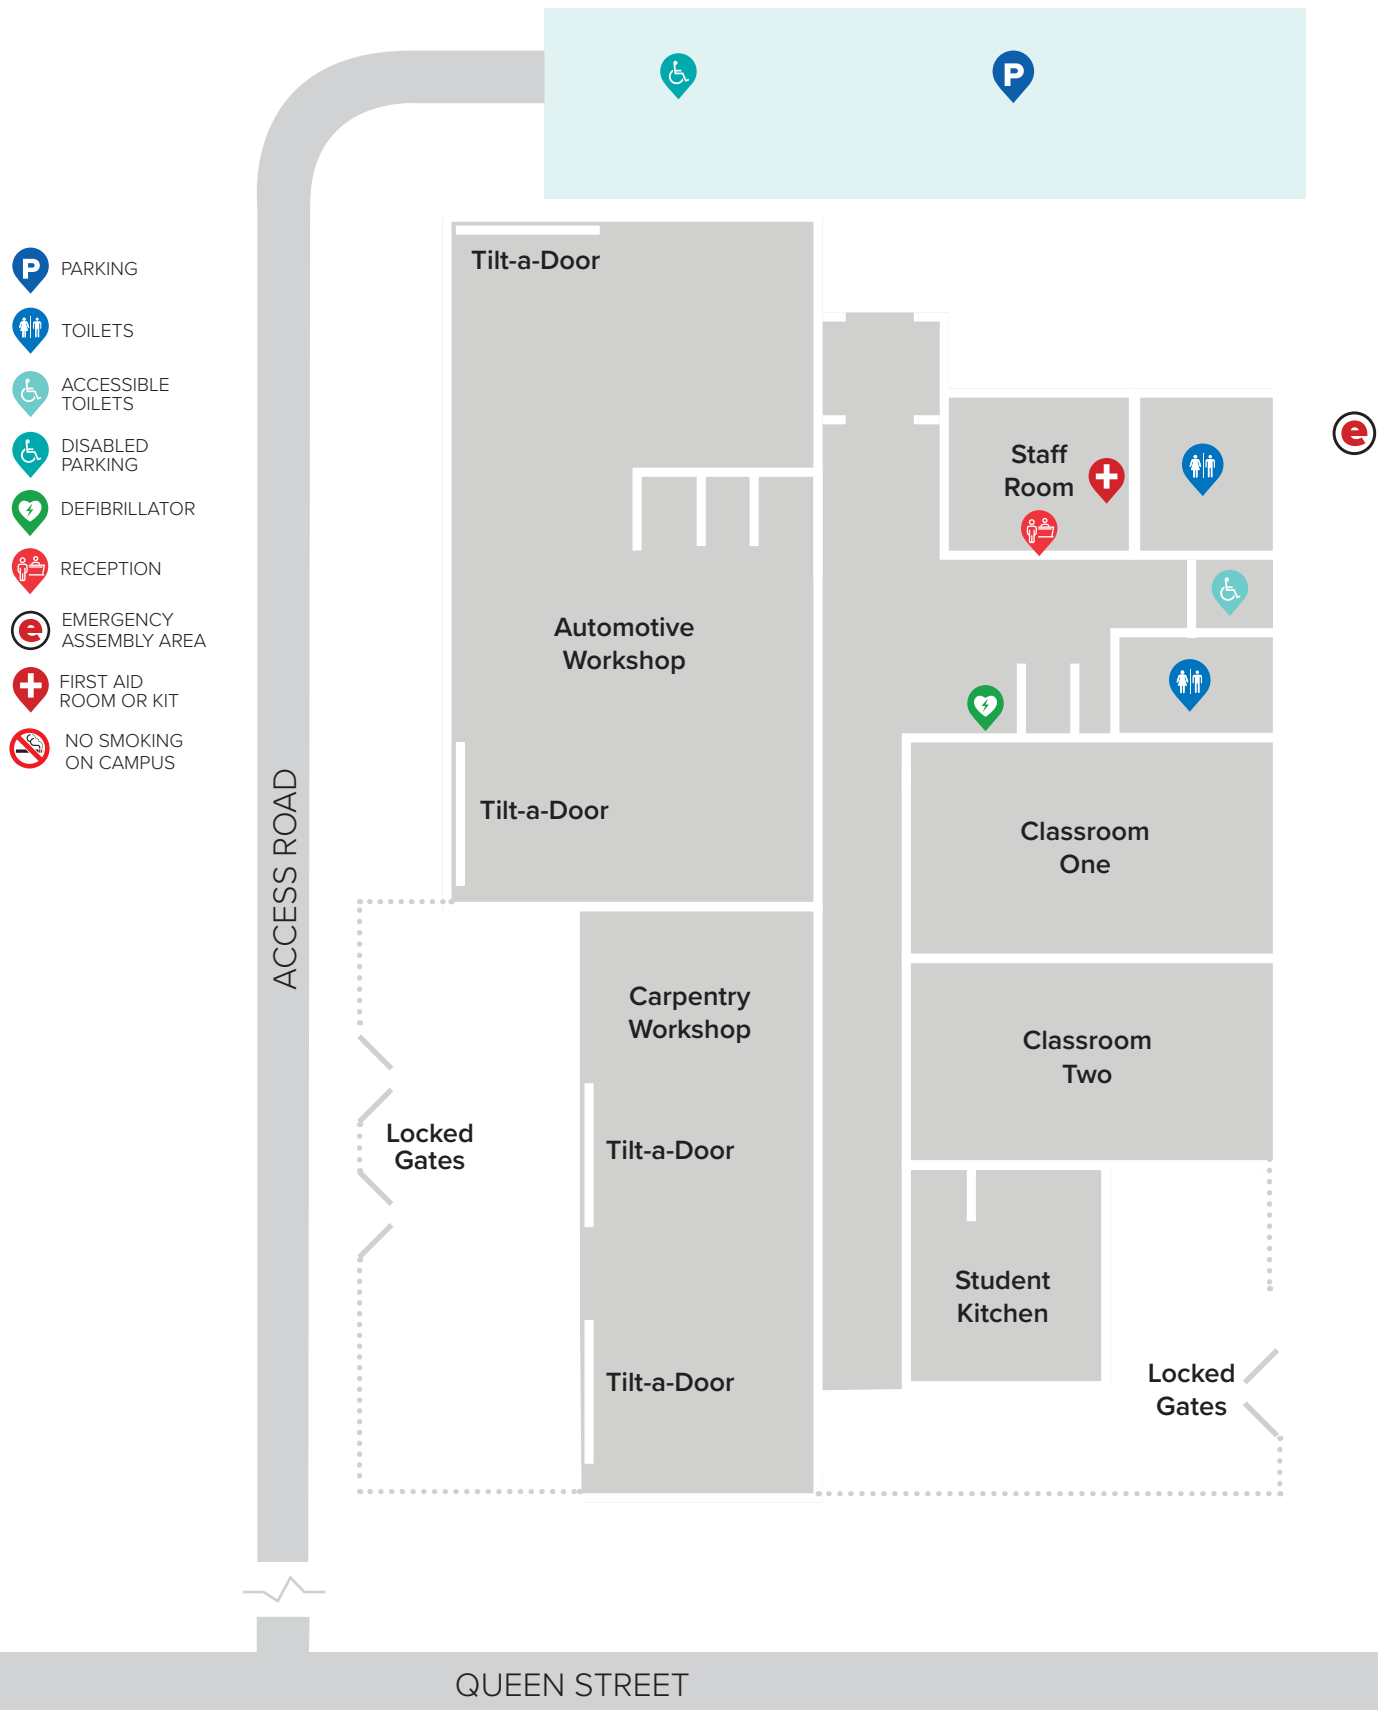 P
P
PARKING
TOILETS
ACCESSIBLE
TOILETS
DISABLED
PARKING
DEFIBRILLATOR
RECEPTION
e
EMERGENCY
ASSEMBLY AREA
FIRST AID
ROOM OR KIT
NO SMOKING
ON CAMPUS
ACCESS ROAD
Tilt-a-Door
Automotive
Workshop
Tilt-a-Door
Staff
Room
e
Classroom
One
Carpentry
Workshop
Classroom
Two
Locked
Gates
Tilt-a-Door
Tilt-a-Door
Student
Kitchen
Locked
Gates
QUEEN STREET